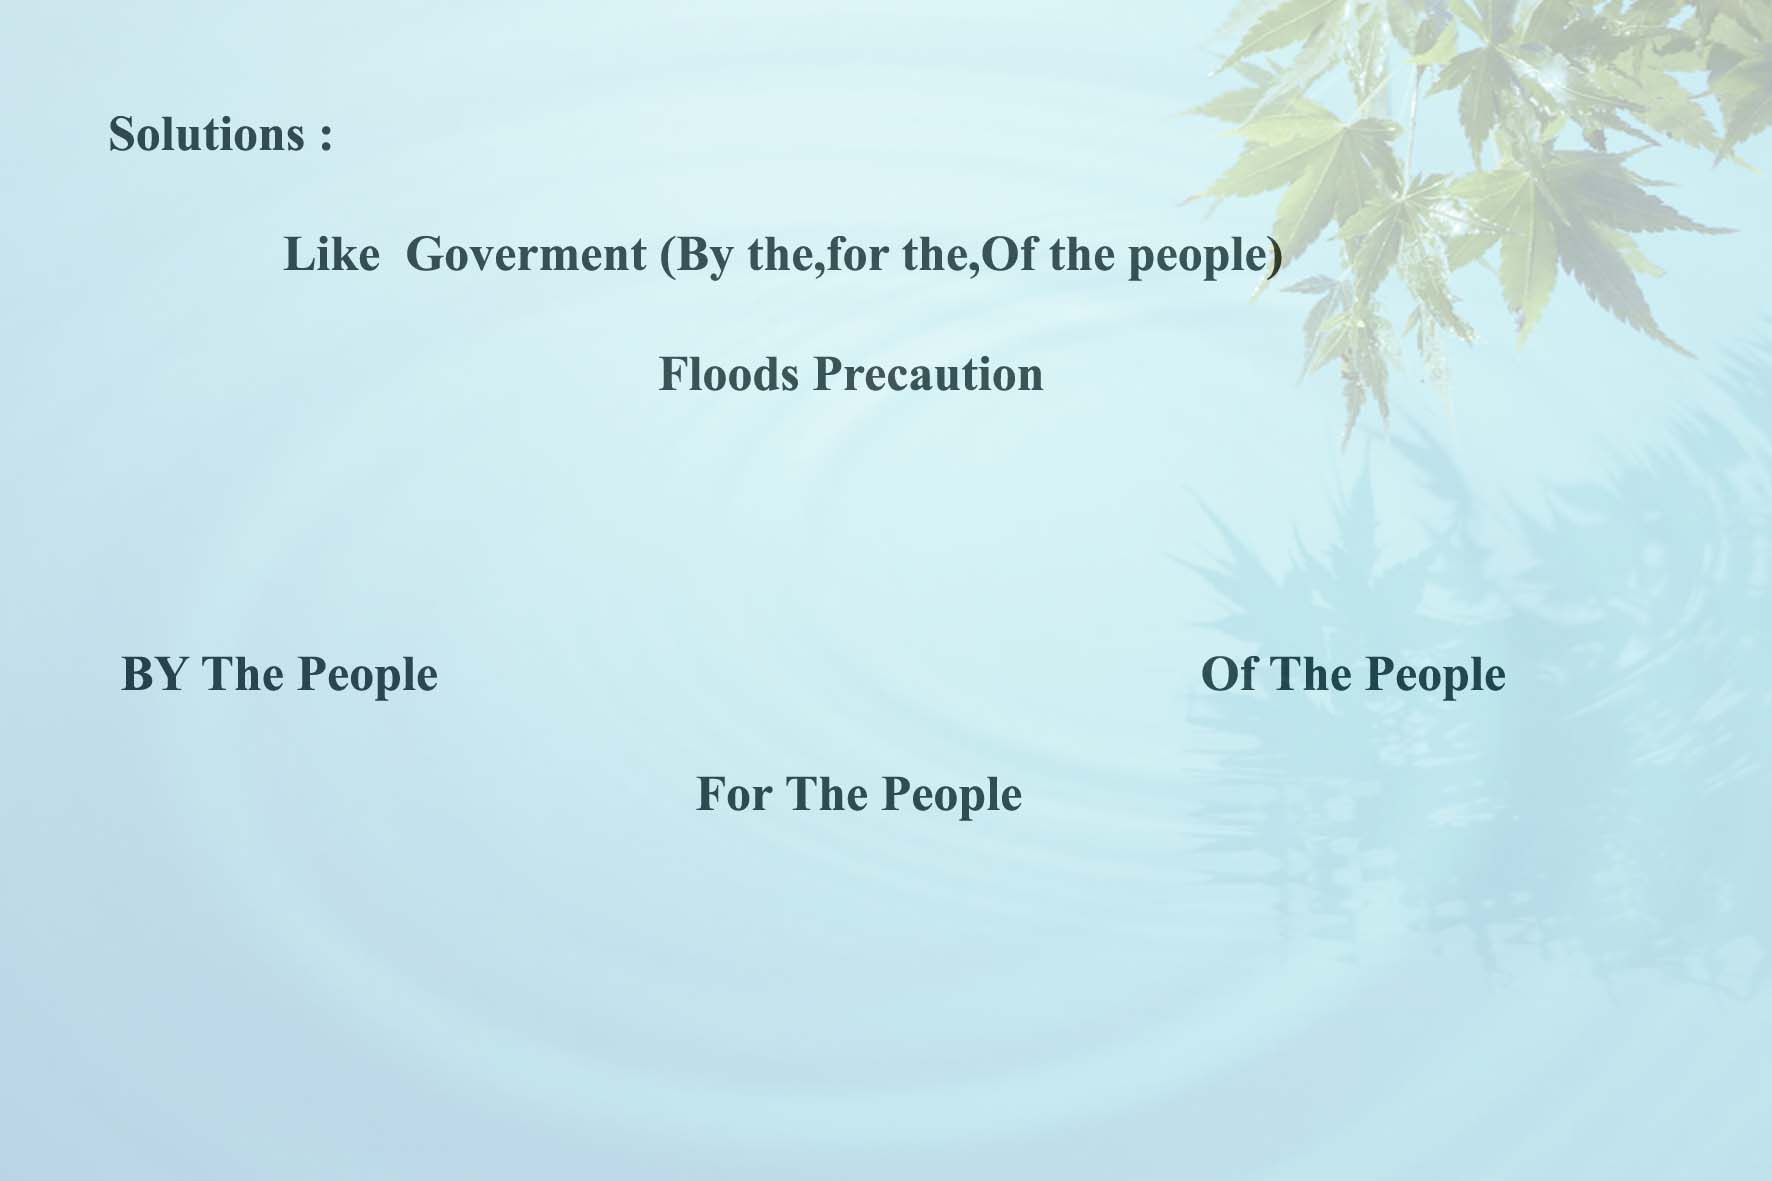 Solutions :
Like  Goverment (By the,for the,Of the people)
Floods Precaution
BY The People
Of The People
For The People